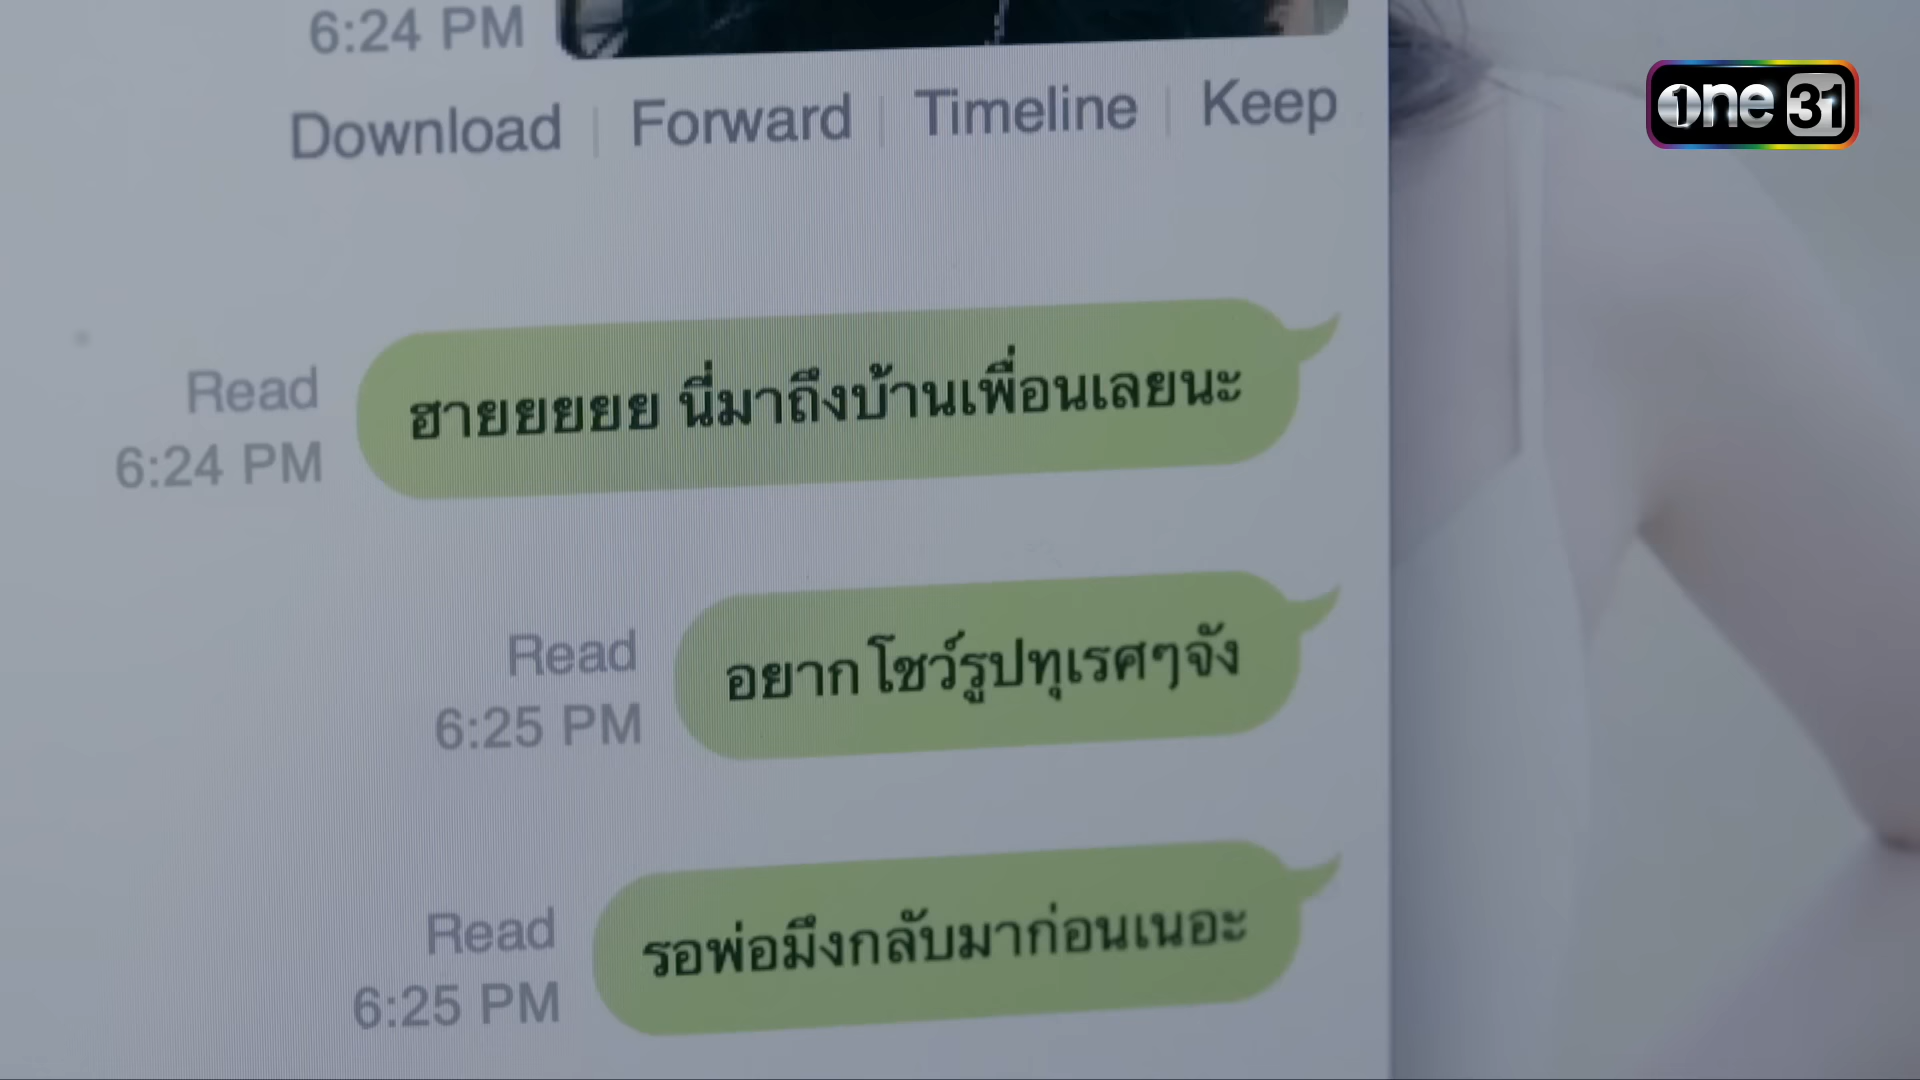 6:24 PM
Download | Forward | Timeline | Keep
one 31
ฮายยยยย นี่มาถึงบ้านเพื่อนเลยนะ
Read
6:24 PM
อยากโชว์รูปทุเรศๆจัง
Read
6:25 PM
รอพ่อมึงกลับมาก่อนเนอะ
Read
6:25 PM